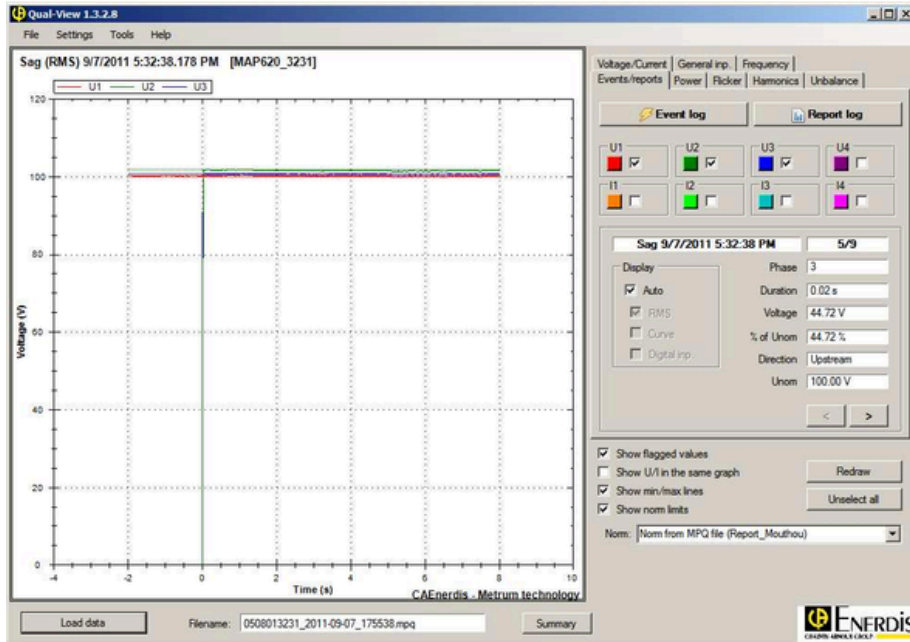 Qual-View 1.3.2.8
File Settings Tools Help
Sag (RMS) 9/7/2011 5:32:38.178 PM [MAP620_3231]
U1 U2 U3
120
100
80
60
40
20
0
Voltage (V)
-4 -2 0 2 4 6 8 10
Time (s)
CAEnerdis - Metrum technology
Voltage/Current General inp. Frequency
Events/reports Power Flicker Harmonics Unbalance
Event log Report log
U1 U2 U3 U4
I1 I2 I3 I4
Sag 9/7/2011 5:32:38 PM 5/9
Display
Auto
RMS
Curve
Digital inp.
Phase 3
Duration 0.02 s
Voltage 44.72 V
% of Unom 44.72 %
Direction Upstream
Unom 100.00 V
< >
Show flagged values
Show U/I in the same graph
Show min/max lines
Show norm limits
Redraw
Unselect all
Norm: Norm from MPQ file (Report_Mouthou)
Load data Filename: 0508013231_2011-09-07_175538.mpq Summary
ENERDIS
CHAUVIN ARNOUX GROUP